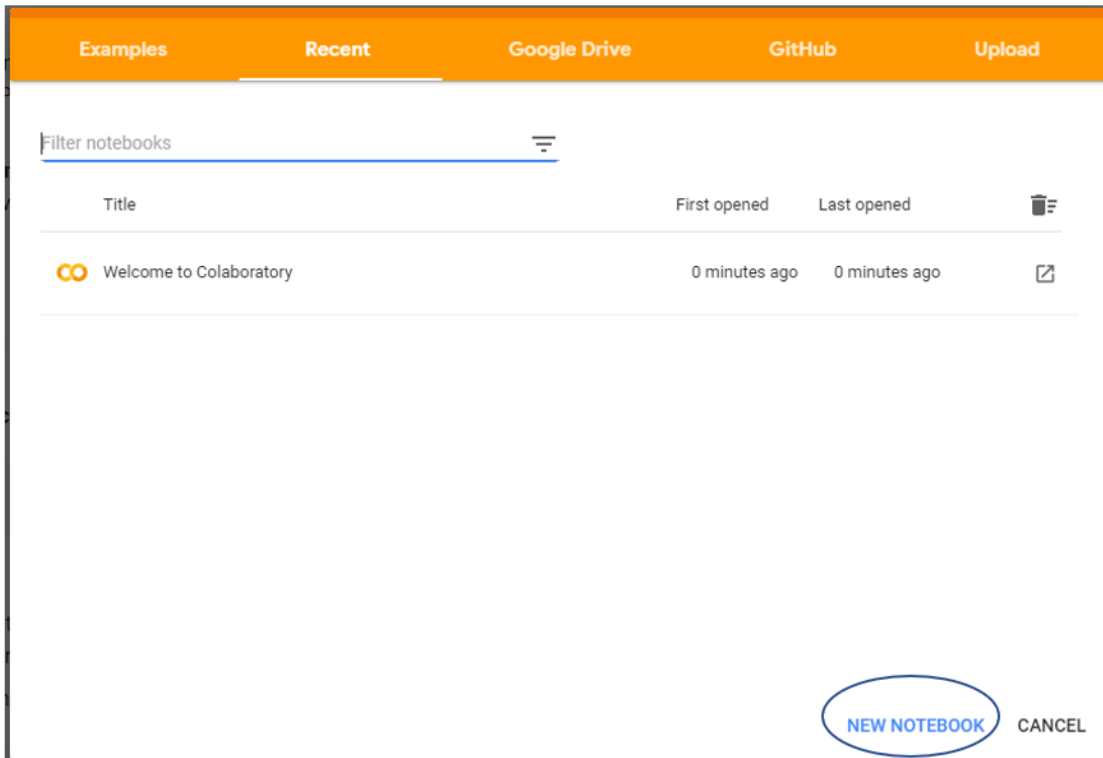 Examples Recent Google Drive GitHub Upload
Filter notebooks
Title First opened Last opened
Welcome to Colaboratory 0 minutes ago 0 minutes ago
NEW NOTEBOOK CANCEL